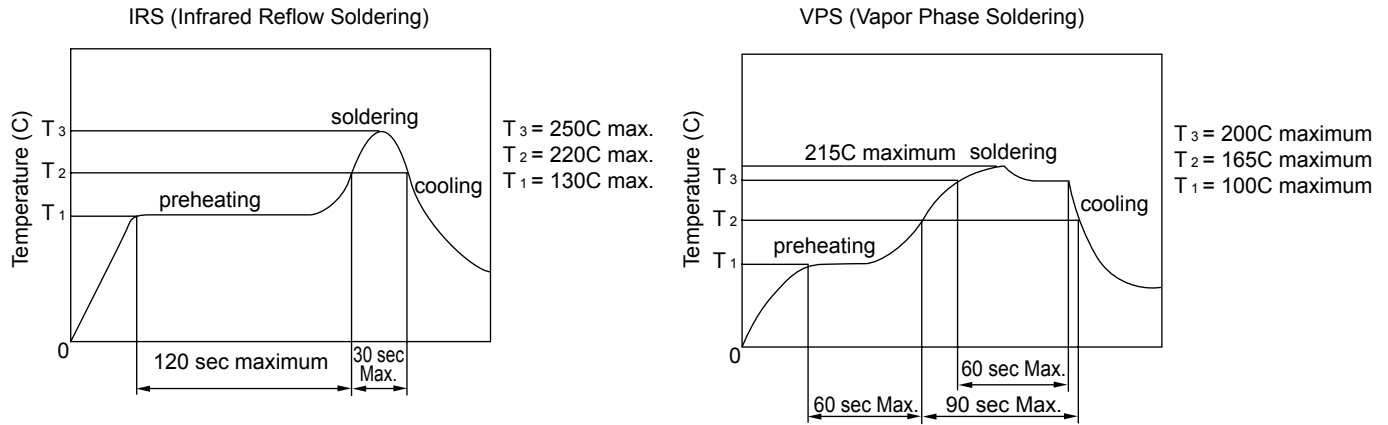 IRS (Infrared Reflow Soldering)
Temperature (C)
T 3
T 2
T 1
0
soldering
preheating
cooling
120 sec maximum
30 sec
Max.
T 3 = 250C max.
T 2 = 220C max.
T 1 = 130C max.
VPS (Vapor Phase Soldering)
Temperature (C)
215C maximum
soldering
T 3
T 2
T 1
0
preheating
cooling
60 sec Max.
60 sec Max.
90 sec Max.
T 3 = 200C maximum
T 2 = 165C maximum
T 1 = 100C maximum